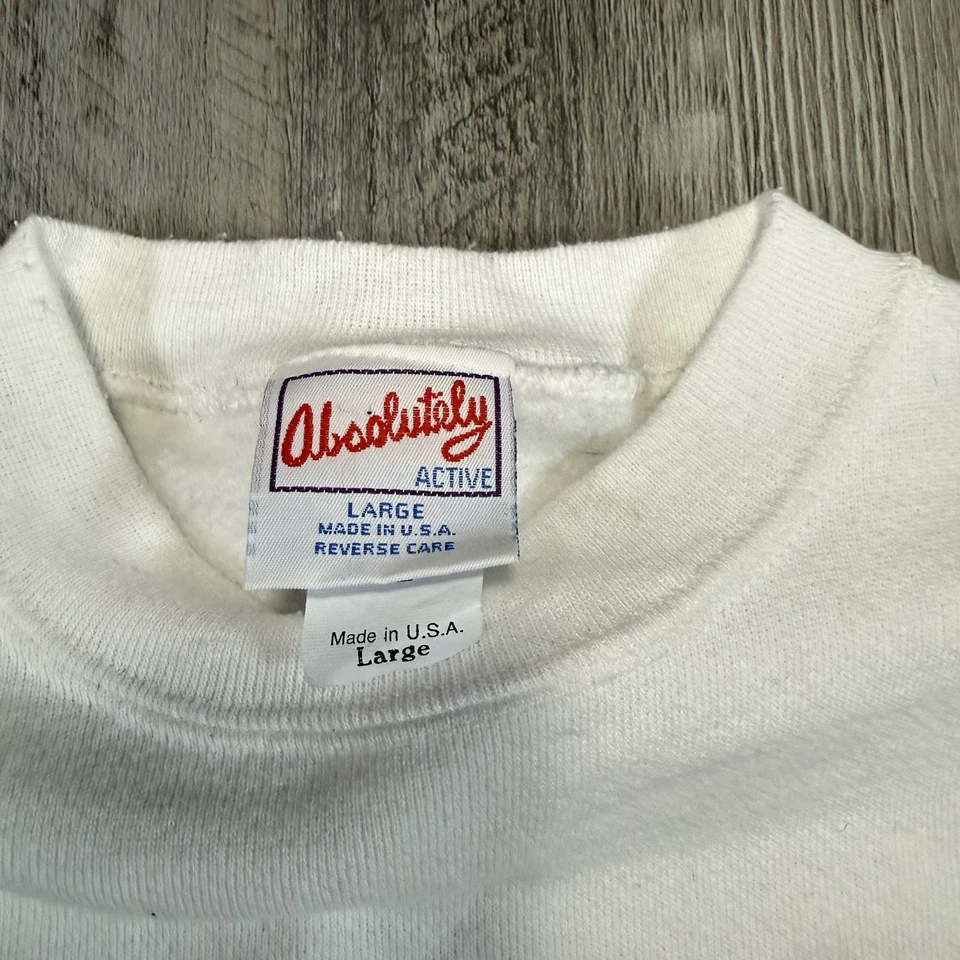 Absolutely
ACTIVE
LARGE
MADE IN U.S.A.
REVERSE CARE
Made in U.S.A.
Large